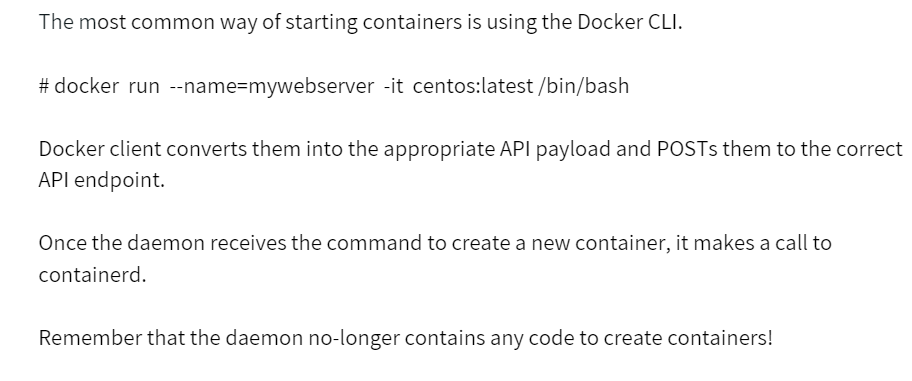 The most common way of starting containers is using the Docker CLI.
# docker run --name=mywebserver -it centos:latest /bin/bash
Docker client converts them into the appropriate API payload and POSTs them to the correct
API endpoint.
Once the daemon receives the command to create a new container, it makes a call to
containerd.
Remember that the daemon no-longer contains any code to create containers!